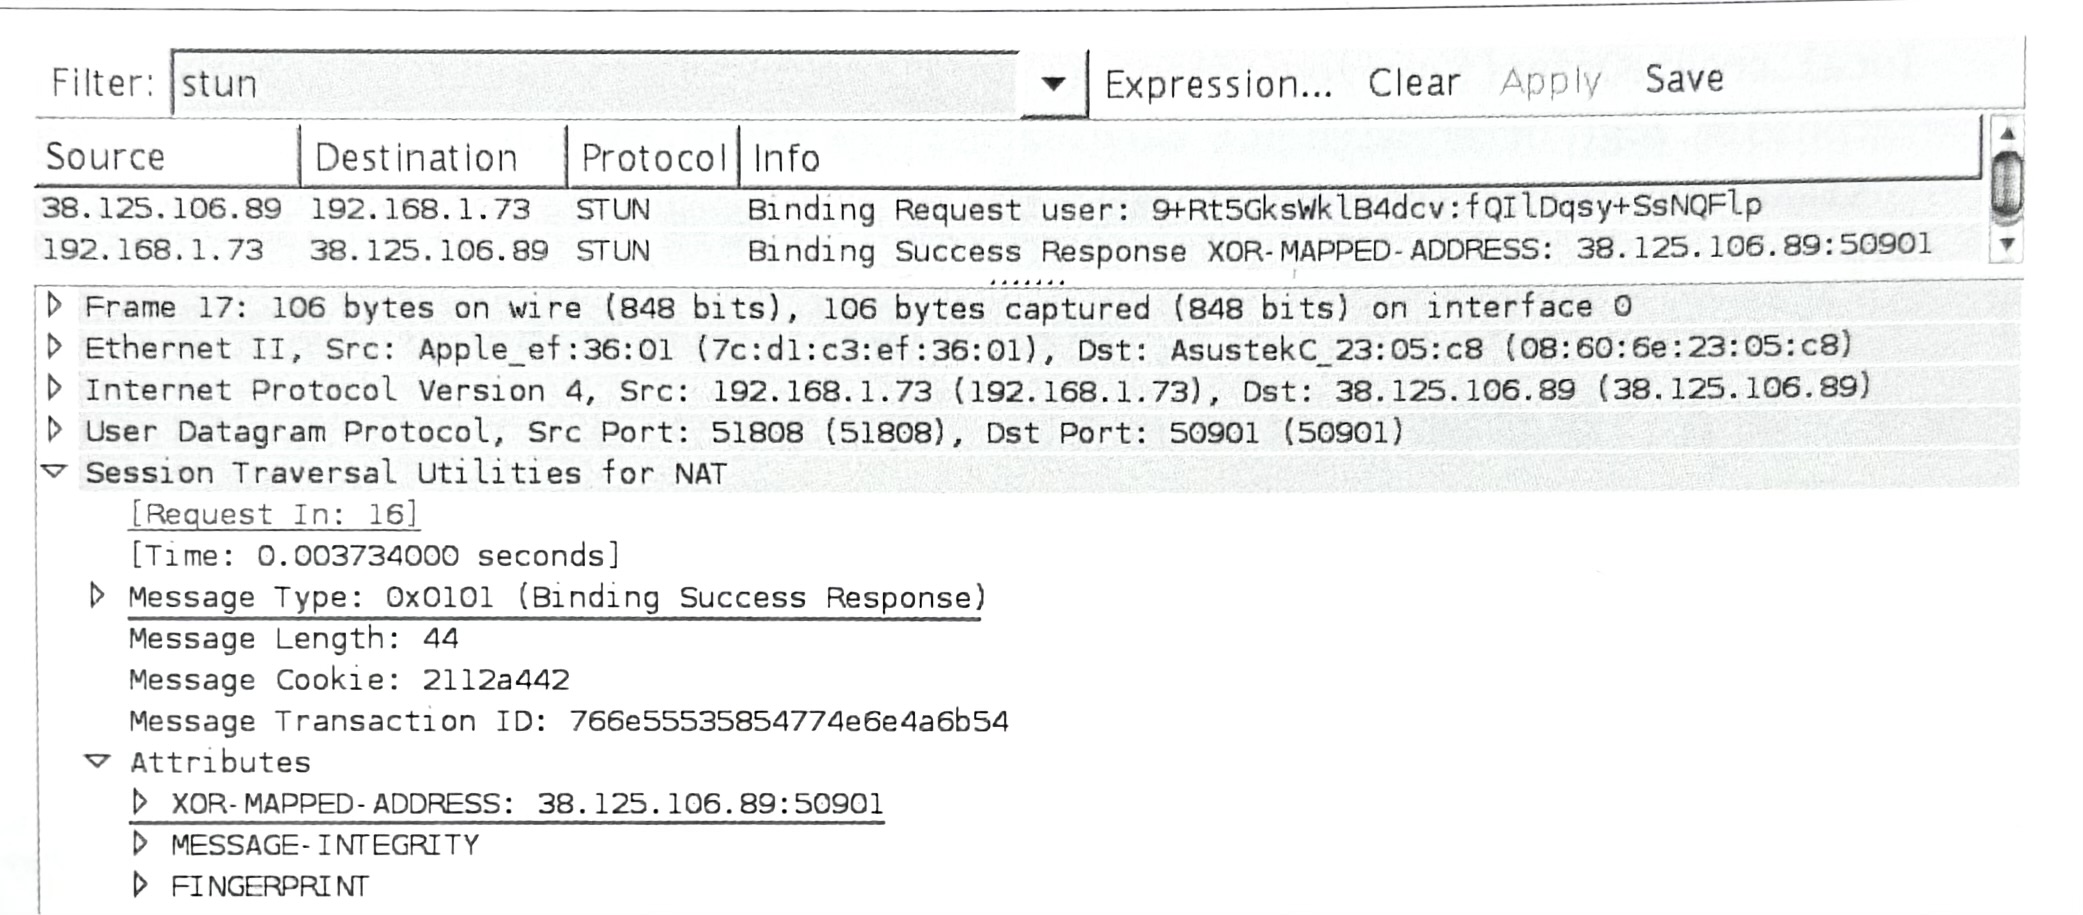 Filter: stun Expression... Clear Apply Save
Source Destination Protocol Info
38.125.106.89 192.168.1.73 STUN Binding Request user: 9+Rt5GksWklB4dcv:fQIlDqsy+SsNQFlp
192.168.1.73 38.125.106.89 STUN Binding Success Response XOR-MAPPED-ADDRESS: 38.125.106.89:50901
Frame 17: 106 bytes on wire (848 bits), 106 bytes captured (848 bits) on interface 0
Ethernet II, Src: Apple_ef:36:01 (7c:d1:c3:ef:36:01), Dst: AsustekC_23:05:c8 (08:60:6e:23:05:c8)
Internet Protocol Version 4, Src: 192.168.1.73 (192.168.1.73), Dst: 38.125.106.89 (38.125.106.89)
User Datagram Protocol, Src Port: 51808 (51808), Dst Port: 50901 (50901)
Session Traversal Utilities for NAT
[Request In: 16]
[Time: 0.003734000 seconds]
Message Type: 0x0101 (Binding Success Response)
Message Length: 44
Message Cookie: 2112a442
Message Transaction ID: 766e55535854774e6e4a6b54
Attributes
XOR-MAPPED-ADDRESS: 38.125.106.89:50901
MESSAGE-INTEGRITY
FINGERPRINT